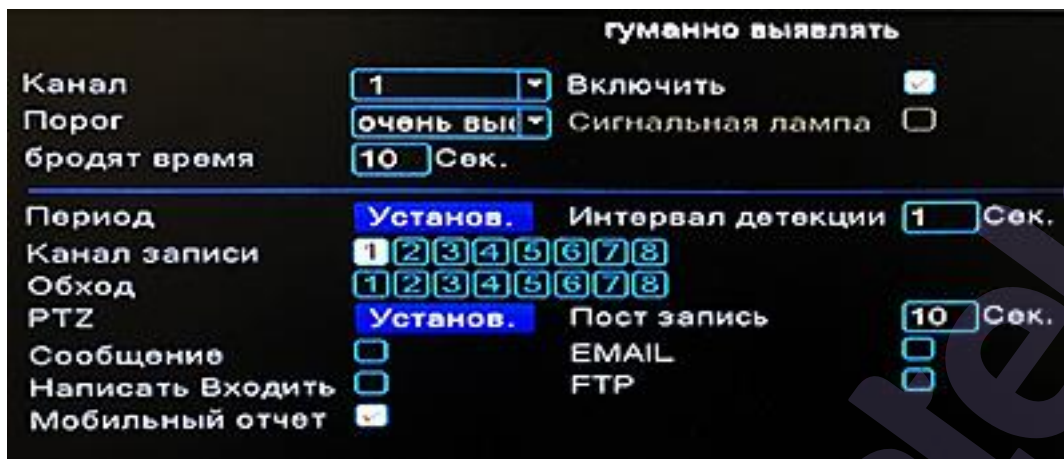 гуманно выявлять
Канал 1 Включить
Порог очень выс Сигнальная лампа
бродят время 10 Сек.
Период Установ. Интервал детекции 1 Сек.
Канал записи 1 2 3 4 5 6 7 8
Обход 1 2 3 4 5 6 7 8
PTZ Установ. Пост запись 10 Сек.
Сообщение EMAIL
Написать Входить FTP
Мобильный отчет